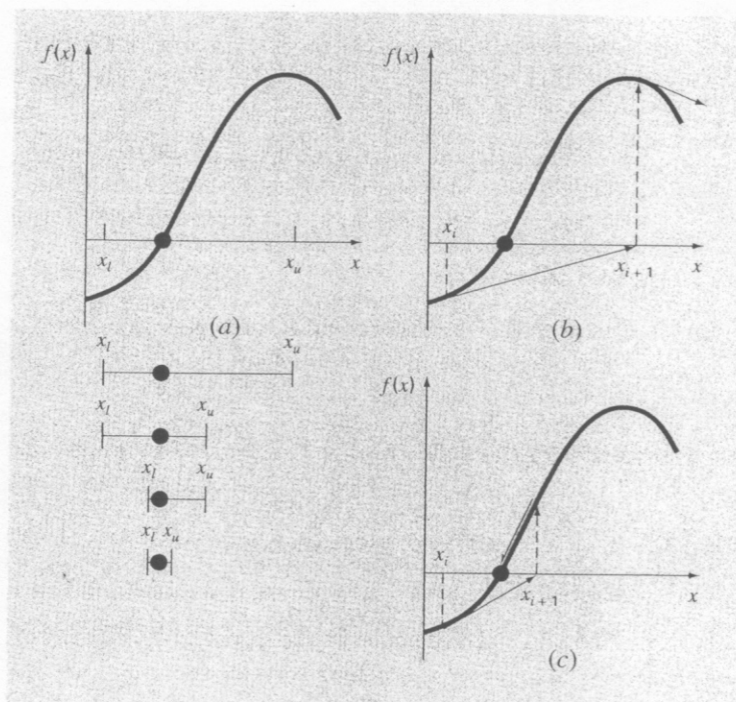 f(x)
x_l
x_u
x
(a)
x_l
x_u
x_l
x_u
x_l
x_u
x_l
x_u
f(x)
x_i
x_{i+1}
x
(b)
f(x)
x_i
x_{i+1}
x
(c)